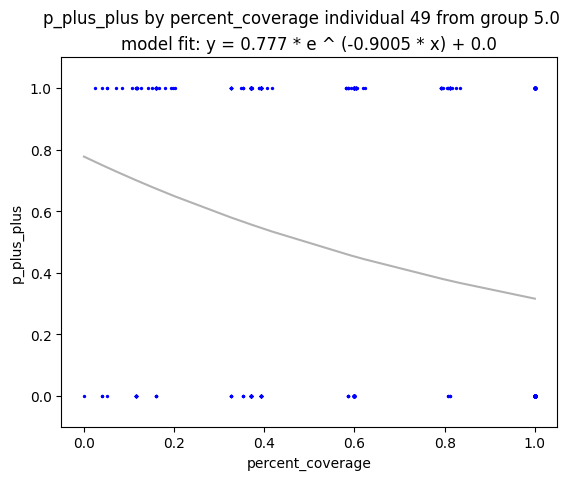 p_plus_plus by percent_coverage individual 49 from group 5.0
model fit: y = 0.777 * e ^ (-0.9005 * x) + 0.0
1.0
0.8
0.6
0.4
0.2
0.0
p_plus_plus
0.0 0.2 0.4 0.6 0.8 1.0
percent_coverage